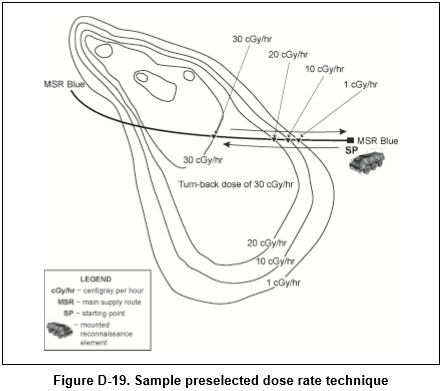 30 cGy/hr
20 cGy/hr
10 cGy/hr
1 cGy/hr
MSR Blue
MSR Blue
SP
30 cGy/hr
Turn-back dose of 30 cGy/hr
20 cGy/hr
10 cGy/hr
1 cGy/hr
LEGEND
cGy/hr – centigray per hour
MSR – main supply route
SP – starting point
– mounted
reconnaissance
element
Figure D-19. Sample preselected dose rate technique